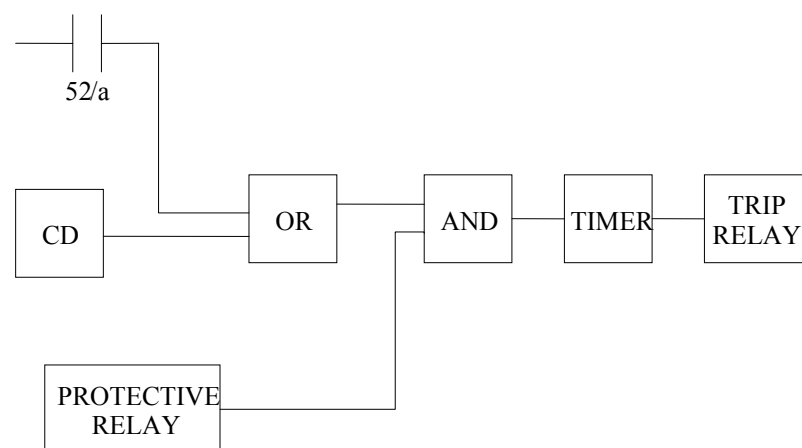 52/a
CD
OR
AND
TIMER
TRIP
RELAY
PROTECTIVE
RELAY